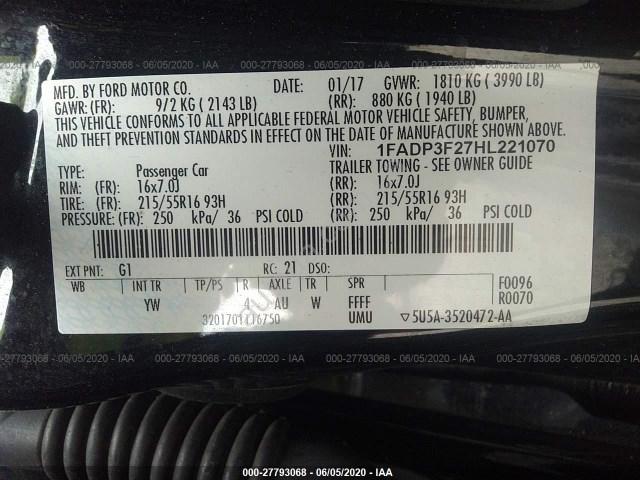 000-27793068 - 06/05/2020 - IAA
MFD. BY FORD MOTOR CO. DATE: 01/17 GVWR: 1810 KG ( 3990 LB)
GAWR: (FR): 972 KG ( 2143 LB) (RR): 880 KG ( 1940 LB)
THIS VEHICLE CONFORMS TO ALL APPLICABLE FEDERAL MOTOR VEHICLE SAFETY, BUMPER,
AND THEFT PREVENTION STANDARDS IN EFFECT ON THE DATE OF MANUFACTURE SHOWN ABOVE.
VIN: 1FADP3F27HL221070
TYPE: Passenger Car TRAILER TOWING - SEE OWNER GUIDE
RIM: (FR): 16x7.0J (RR): 16x7.0J
TIRE: (FR): 215/55R16 93H (RR): 215/55R16 93H
PRESSURE: (FR): 250 kPa/ 36 PSI COLD (RR): 250 kPa/ 36 PSI COLD
EXT PNT: G1 RC: 21 DSO:
WB INT TR TP/PS R AXLE TR SPR F0096
R0070
YW 4 AU W FFFF
UMU 5U5A-3520472-AA
000-27793068 - 06/05/2020 - IAA